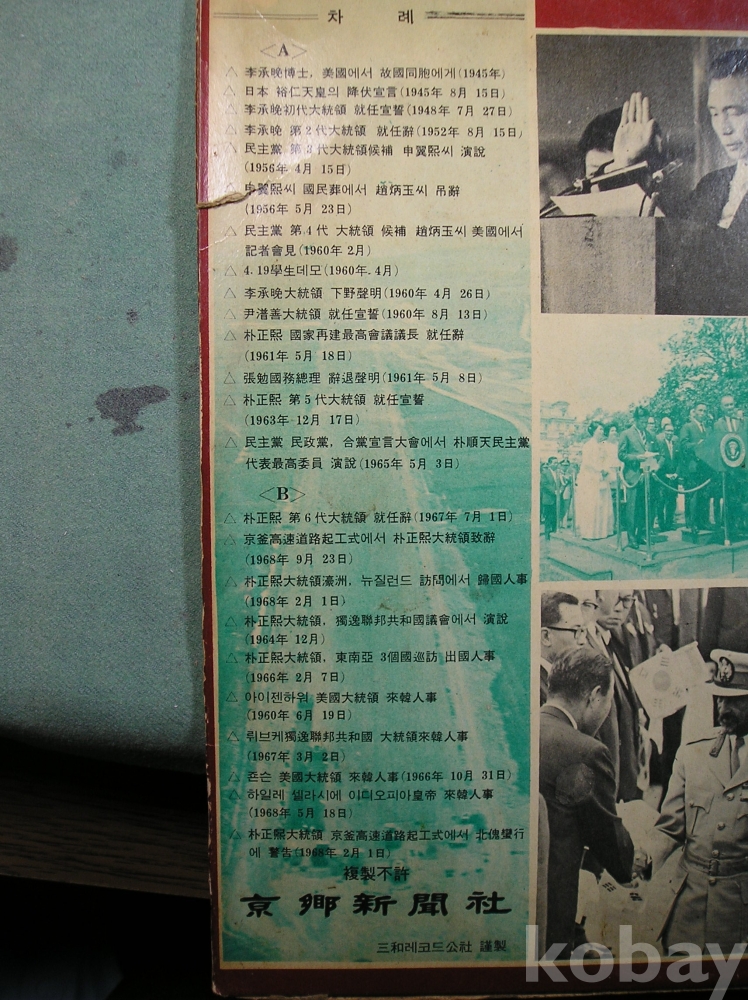 차 례
<A>
△ 李承晩博士, 美國에서 故國同胞에게(1945年)
△ 日本 裕仁天皇의 降伏宣言(1945年 8月 15日)
△ 李承晩初代大統領 就任宣誓(1948年 7月 27日)
△ 李承晩 第2代大統領 就任辭(1952年 8月 15日)
△ 民主黨 第3代大統領候補 申翼熙씨 演說
(1956年 4月 15日)
△ 申翼熙씨 國民葬에서 趙炳玉씨 吊辭
(1956年 5月 23日)
△ 民主黨 第4代 大統領 候補 趙炳玉씨 美國에서
記者會見(1960年 2月)
△ 4.19學生데모(1960年.4月)
△ 李承晩大統領 下野聲明(1960年 4月 26日)
△ 尹潽善大統領 就任宣誓(1960年 8月 13日)
△ 朴正熙 國家再建最高會議議長 就任辭
(1961年 5月 18日)
△ 張勉國務總理 辭退聲明(1961年 5月 8日)
△ 朴正熙 第5代大統領 就任宣誓
(1963年 12月 17日)
△ 民主黨 民政黨, 合黨宣言大會에서 朴順天民主黨
代表最高委員 演說(1965年 5月 3日)
<B>
△ 朴正熙 第6代大統領 就任辭(1967年 7月 1日)
△ 京釜高速道路起工式에서 朴正熙大統領致辭
(1968年 9月 23日)
△ 朴正熙大統領濠洲, 뉴질런드 訪問에서 歸國人事
(1968年 2月 1日)
△ 朴正熙大統領, 獨逸聯邦共和國議會에서 演說
(1964年 12月)
△ 朴正熙大統領, 東南亞 3個國巡訪 出國人事
(1966年 2月 7日)
△ 아이젠하워 美國大統領 來韓人事
(1960年 6月 19日)
△ 뤼브케獨逸聯邦共和國 大統領來韓人事
(1967年 3月 2日)
△ 죤슨 美國大統領 來韓人事(1966年 10月 31日)
△ 하일레 셀라시에 이디오피아皇帝 來韓人事
(1968年 5月 18日)
△ 朴正熙大統領 京釜高速道路起工式에서 北傀蠻行
에 警告(1968年 2月 1日)
複製不許
京鄉新聞社
三和레코드公社 謹製
kobay